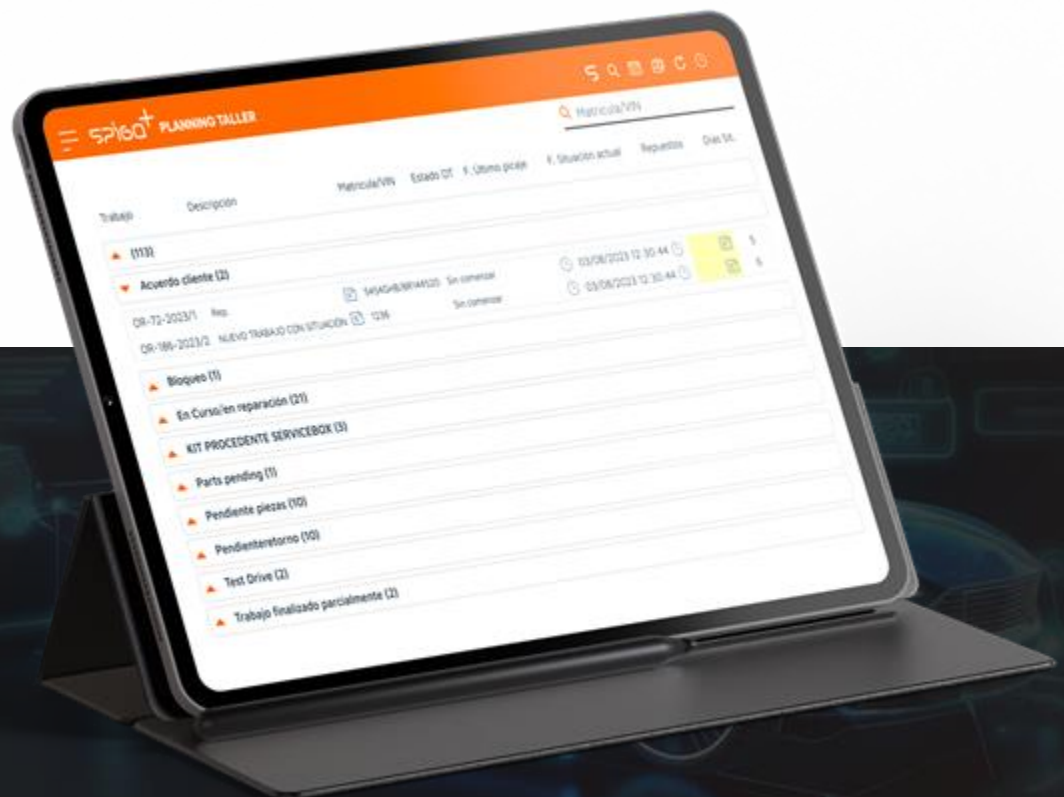 spiga+ PLANNING TALLER
Matricula/VIN
Trabajo Descripción Matricula/VIN Estado OT F. Último picaje F. Situación actual Repuestos Días Sit.
(113)
Acuerdo cliente (2)
OR-72-2023/1 Rep. Sin comenzar 03/08/2023 12:30:44 5
OR-186-2023/2 NUEVO TRABAJO CON SITUACIÓN 1236 Sin comenzar 03/08/2023 12:30:44 6
Bloqueo (1)
En Curso/en reparación (21)
KIT PROCEDENTE SERVICEBOX (3)
Parts pending (1)
Pendiente piezas (10)
Pendienteretorno (10)
Test Drive (2)
Trabajo finalizado parcialmente (2)